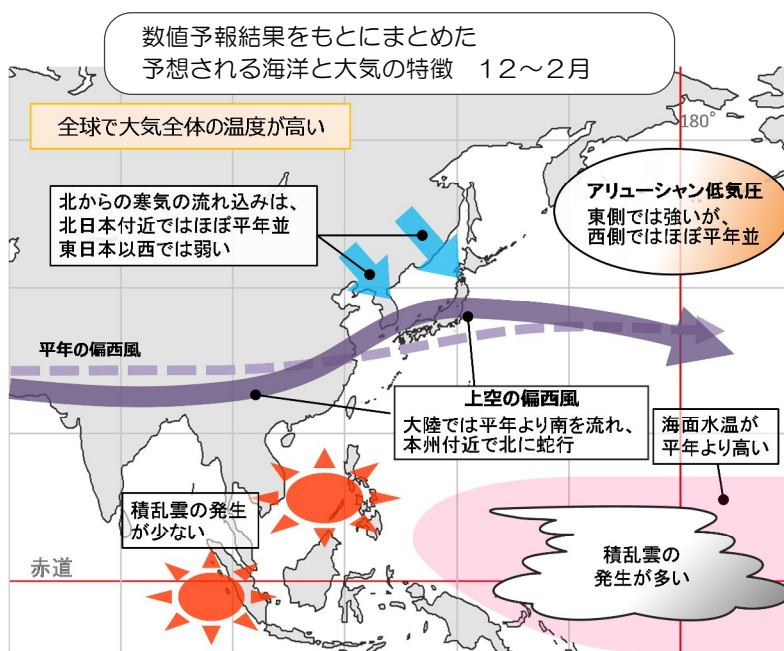 数値予報結果をもとにまとめた
予想される海洋と大気の特徴　１２～２月
全球で大気全体の温度が高い
180°
北からの寒気の流れ込みは、
北日本付近ではほぼ平年並
東日本以西では弱い
アリューシャン低気圧
東側では強いが、
西側ではほぼ平年並
平年の偏西風
上空の偏西風
大陸では平年より南を流れ、
本州付近で北に蛇行
海面水温が
平年より高い
積乱雲の発生
が少ない
赤道
積乱雲の
発生が多い